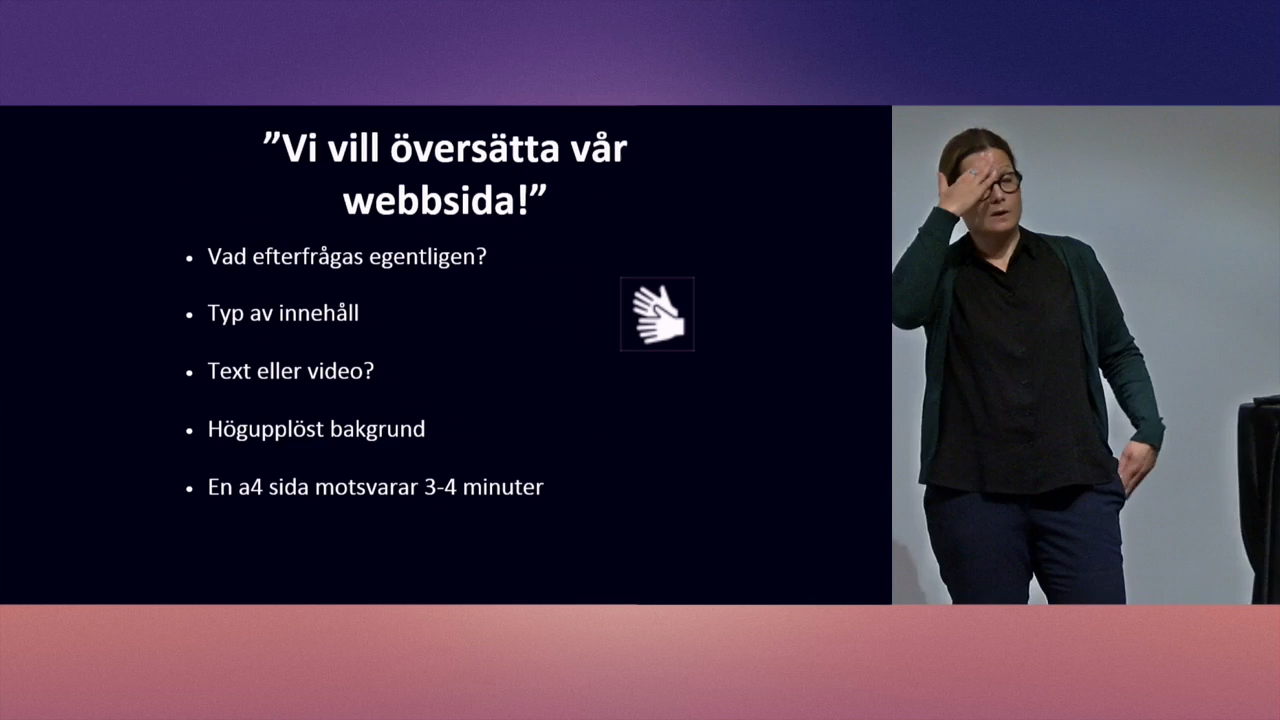 ”Vi vill översätta vår
webbsida!”
• Vad efterfrågas egentligen?
• Typ av innehåll
• Text eller video?
• Högupplöst bakgrund
• En a4 sida motsvarar 3-4 minuter